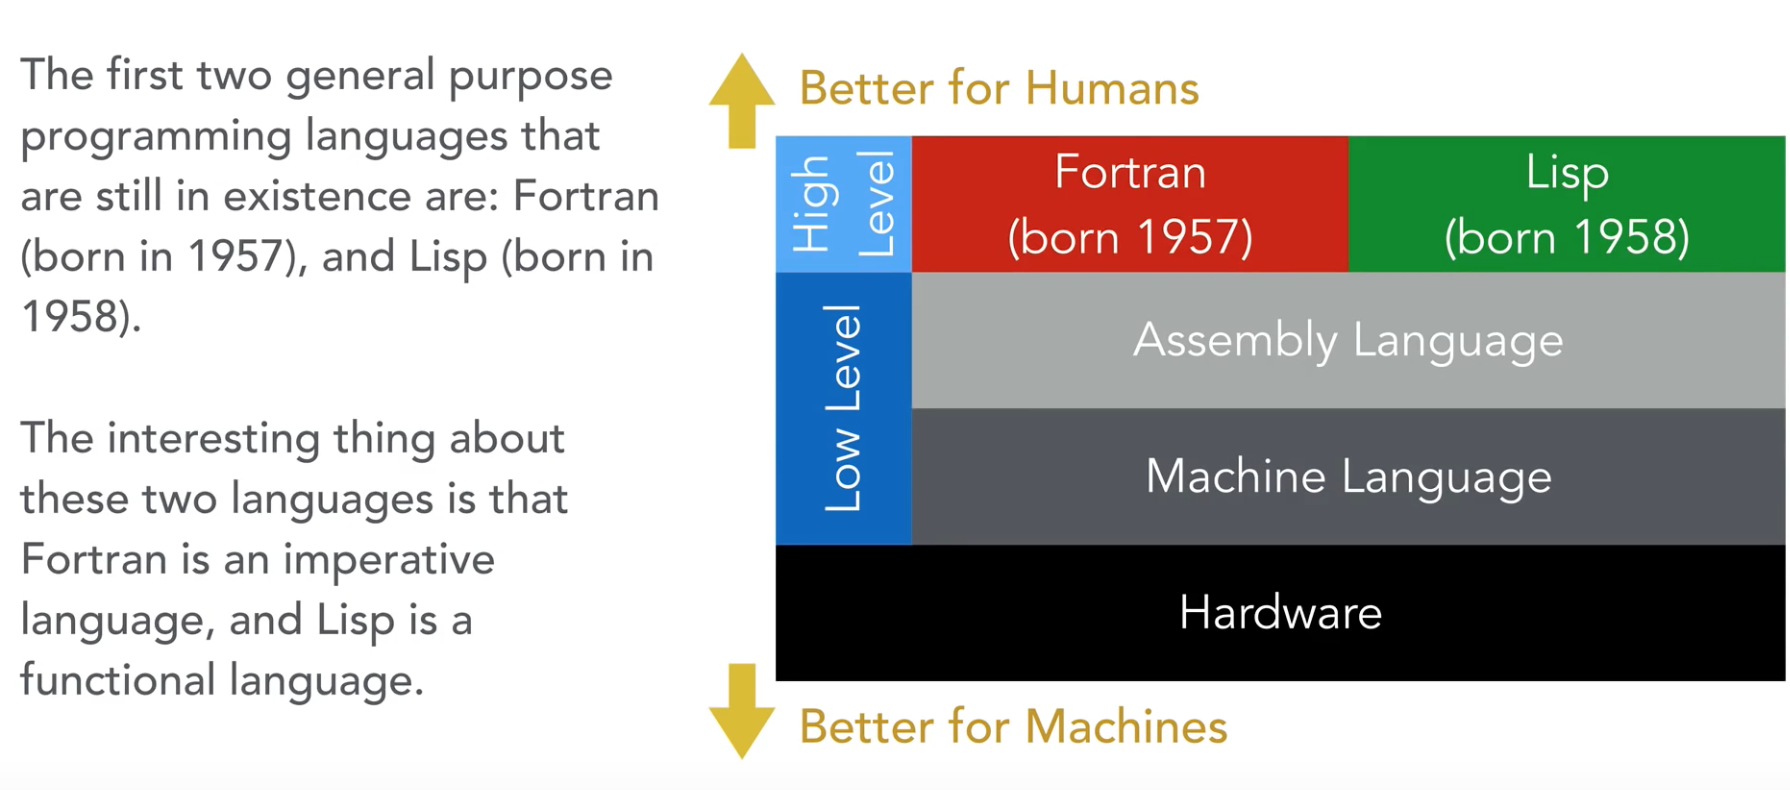 The first two general purpose
programming languages that
are still in existence are: Fortran
(born in 1957), and Lisp (born in
1958).
The interesting thing about
these two languages is that
Fortran is an imperative
language, and Lisp is a
functional language.
Better for Humans
High
Level
Fortran
(born 1957)
Lisp
(born 1958)
Low Level
Assembly Language
Machine Language
Hardware
Better for Machines